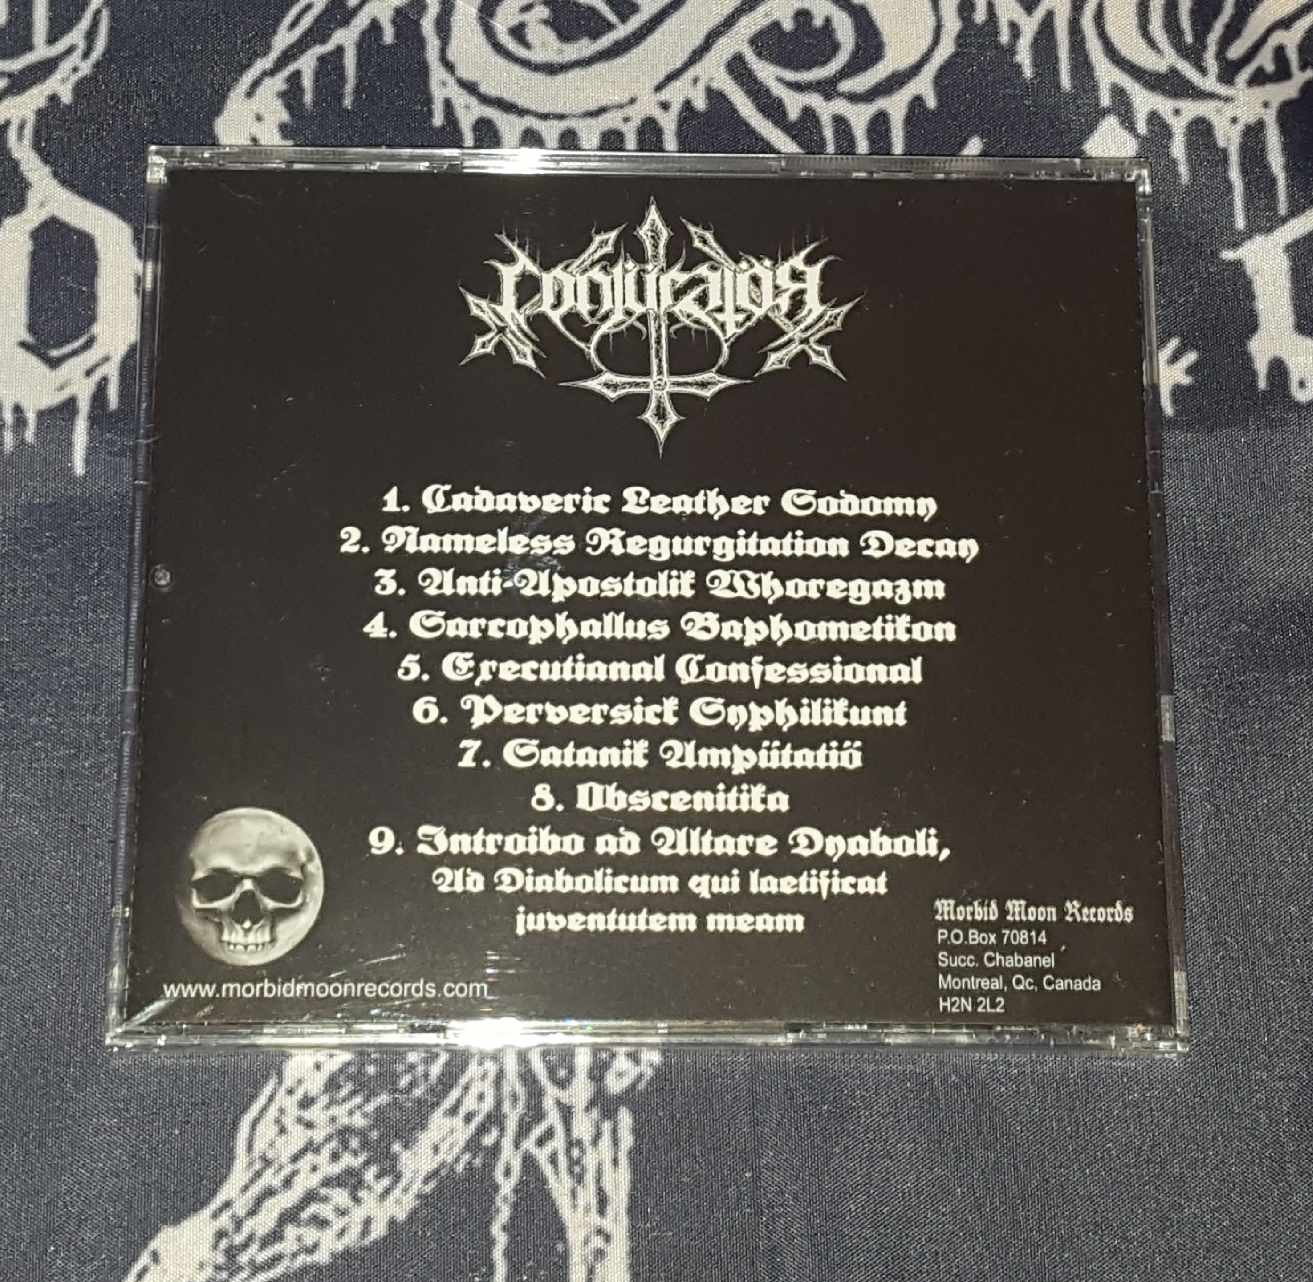 Conjüratör
1. Cadaveric Leather Sodomy
2. Nameless Regurgitation Decay
3. Anti-Apostolik Whoregazm
4. Sarcophallus Baphometikon
5. Executianal Confessional
6. Perversick Syphilikunt
7. Satanik Ampütatiö
8. Obscenitika
9. Introibo ad Altare Dyaboli,
Ad Diabolicum qui laetificat
juventutem meam
Morbid Moon Records
P.O.Box 70814
Succ. Chabanel
Montreal, Qc, Canada
H2N 2L2
www.morbidmoonrecords.com